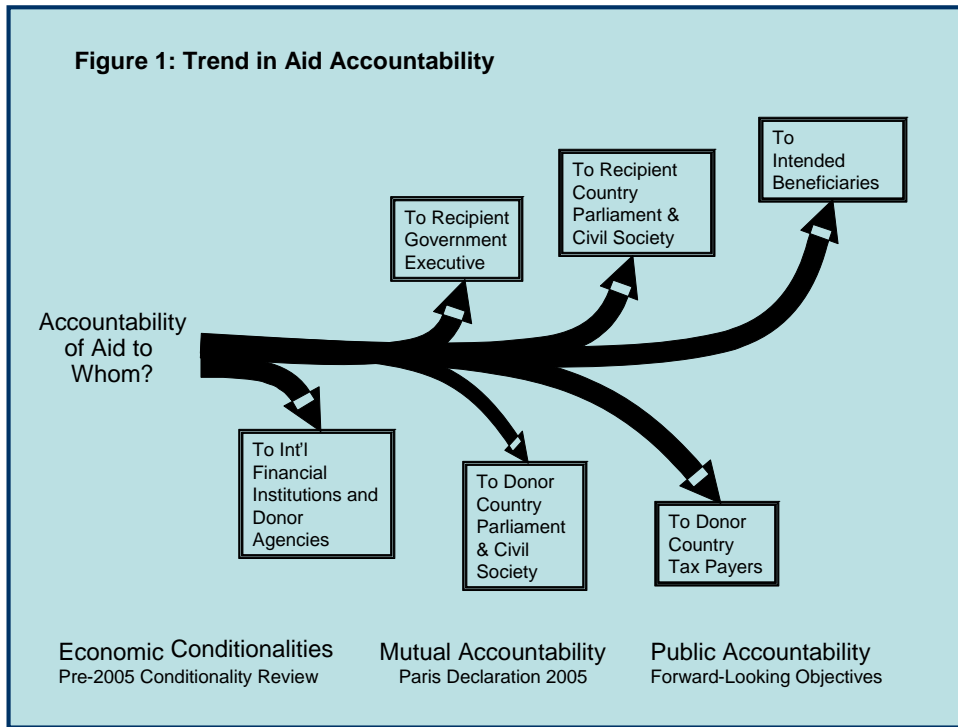 Figure 1: Trend in Aid Accountability
To
Intended
Beneficiaries
To Recipient
Country
Parliament &
Civil Society
To Recipient
Government
Executive
Accountability
of Aid to
Whom?
To Int'l
Financial
Institutions and
Donor
Agencies
To Donor
Country
Parliament
& Civil
Society
To Donor
Country
Tax Payers
Economic Conditionalities
Pre-2005 Conditionality Review
Mutual Accountability
Paris Declaration 2005
Public Accountability
Forward-Looking Objectives